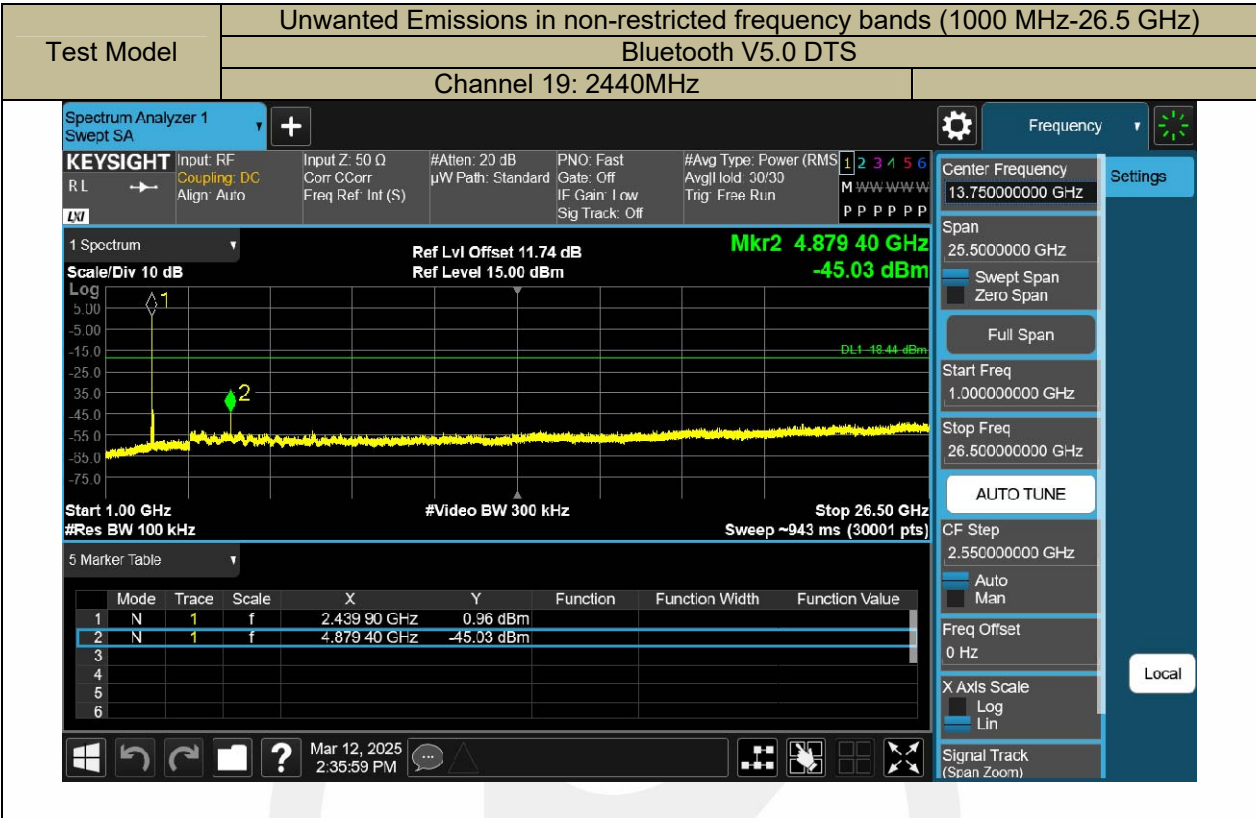 Test Model
Unwanted Emissions in non-restricted frequency bands (1000 MHz-26.5 GHz)
Bluetooth V5.0 DTS
Channel 19: 2440MHz
Spectrum Analyzer 1
Swept SA
+
Frequency
KEYSIGHT
R L
LXI
Input: RF
Coupling: DC
Align: Auto
Input Z: 50 Ω
Corr CCorr
Freq Ref: Int (S)
#Atten: 20 dB
µW Path: Standard
PNO: Fast
Gate: Off
IF Gain: Low
Sig Track: Off
#Avg Type: Power (RMS
Avg|Hold: 30/30
Trig: Free Run
1 2 3 4 5 6
M W W W W W
P P P P P P
1 Spectrum
Scale/Div 10 dB
Ref Lvl Offset 11.74 dB
Ref Level 15.00 dBm
Mkr2 4.879 40 GHz
-45.03 dBm
Log
5.00
-5.00
-15.0
-25.0
35.0
-45.0
-55.0
-75.0
1
2
DL1 -18.44 dBm
Start 1.00 GHz
#Res BW 100 kHz
#Video BW 300 kHz
Stop 26.50 GHz
Sweep ~943 ms (30001 pts)
5 Marker Table
Mode Trace Scale X Y Function Function Width Function Value
1 N 1 f 2.439 90 GHz 0.96 dBm
2 N 1 f 4.879 40 GHz -45.03 dBm
3
4
5
6
Mar 12, 2025
2:35:59 PM
?
Center Frequency
13.750000000 GHz
Span
25.5000000 GHz
Swept Span
Zero Span
Full Span
Start Freq
1.000000000 GHz
Stop Freq
26.500000000 GHz
AUTO TUNE
CF Step
2.550000000 GHz
Auto
Man
Freq Offset
0 Hz
X Axis Scale
Log
Lin
Signal Track
(Span Zoom)
Settings
Local